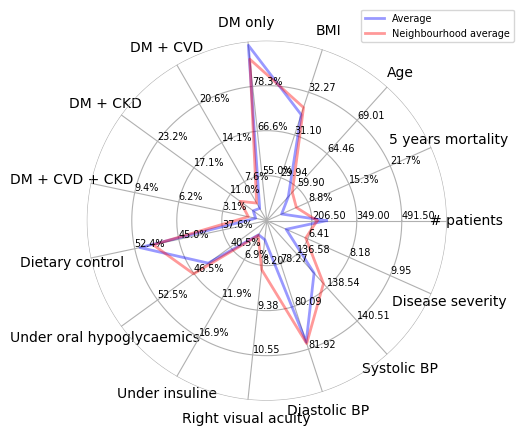 Average
Neighbourhood average
DM only
BMI
DM + CVD
Age
DM + CKD
5 years mortality
DM + CVD + CKD
# patients
Dietary control
Disease severity
Under oral hypoglycaemics
Systolic BP
Under insuline
Diastolic BP
Right visual acuity
78.3%
66.6%
55.0%
32.27
31.10
29.94
69.01
64.46
59.90
21.7%
15.3%
8.8%
206.50
349.00
491.50
6.41
8.18
9.95
136.58
138.54
140.51
78.27
80.09
81.92
8.20
9.38
10.55
6.9%
11.9%
16.9%
40.5%
46.5%
52.5%
37.6%
45.0%
52.4%
3.1%
6.2%
9.4%
11.0%
17.1%
23.2%
7.6%
14.1%
20.6%